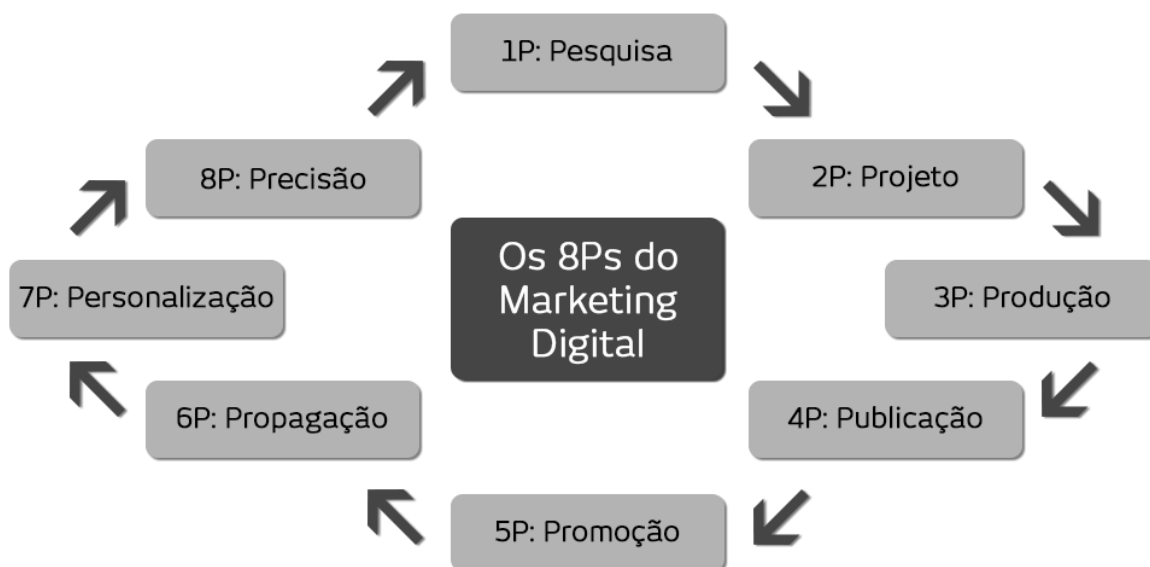 1P: Pesquisa
8P: Precisão
2P: Projeto
Os 8Ps do
Marketing
Digital
7P: Personalização
3P: Produção
6P: Propagação
4P: Publicação
5P: Promoção